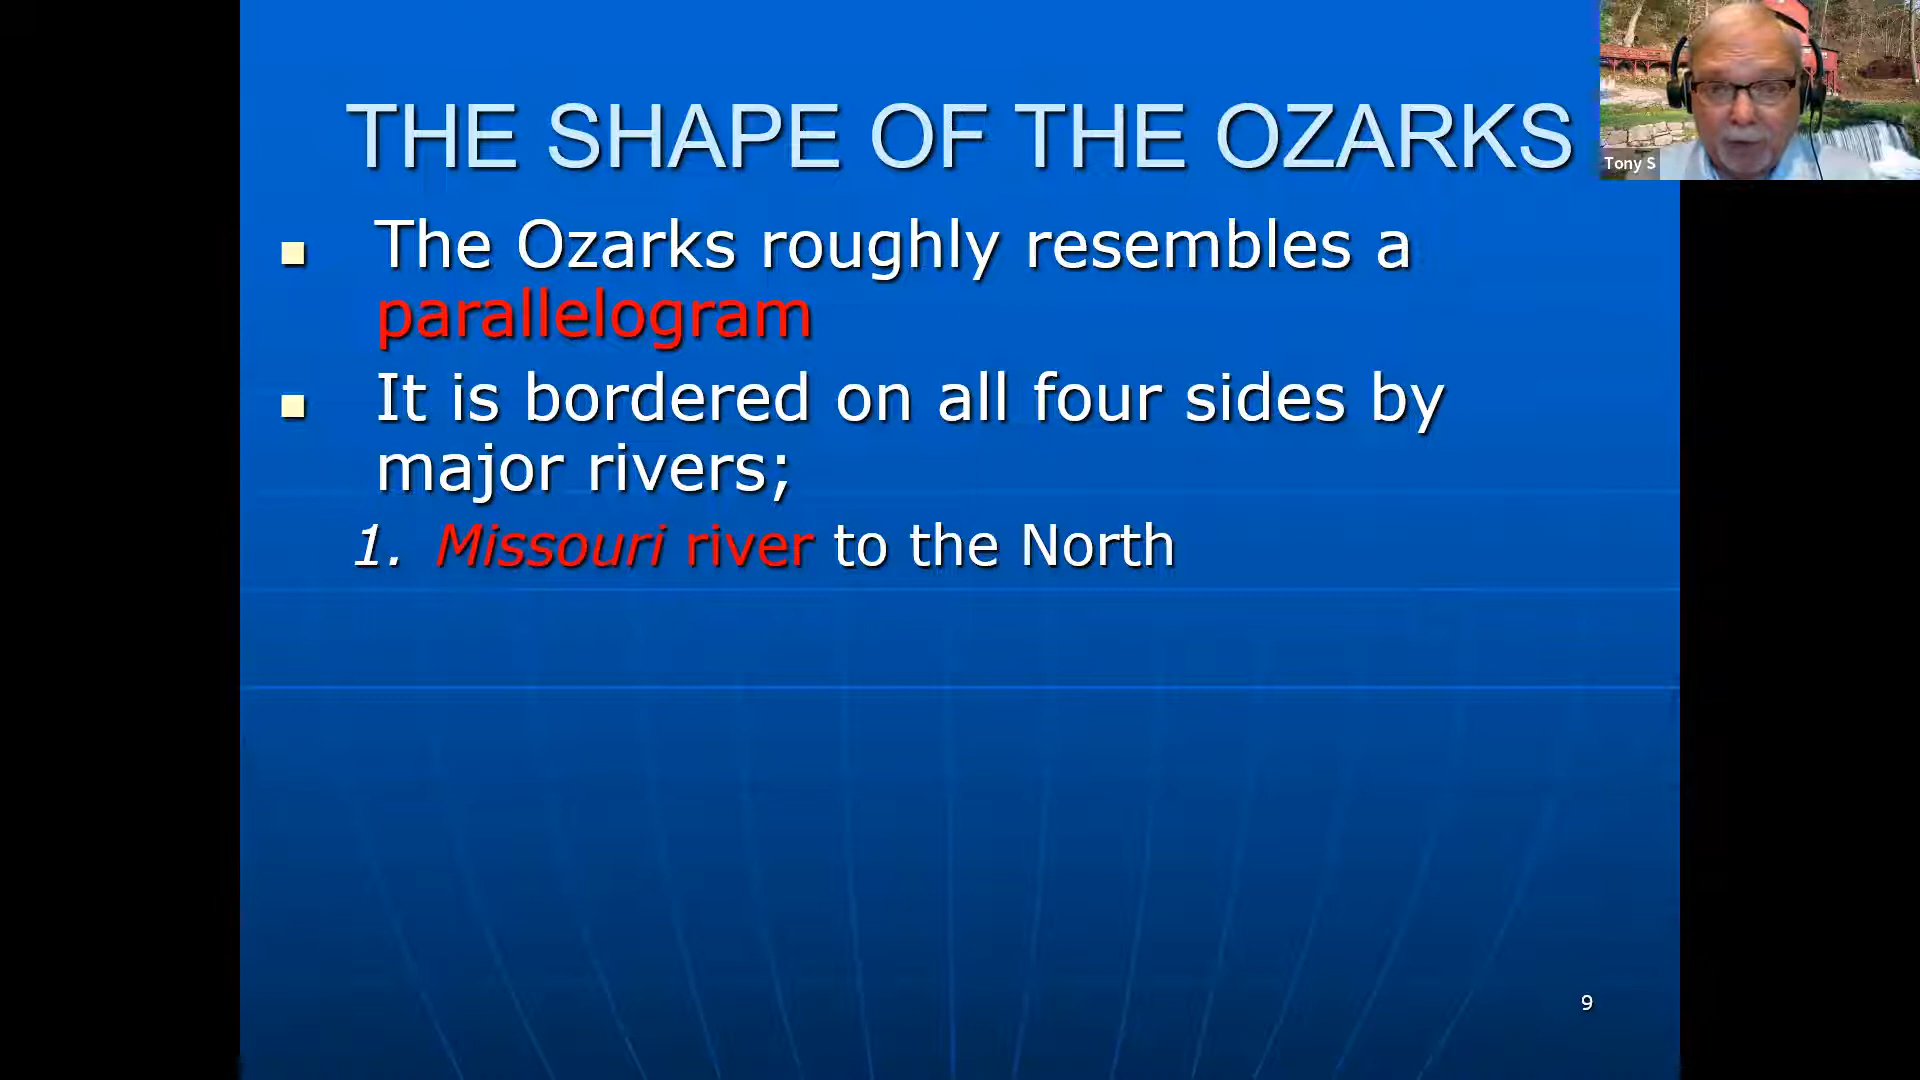 THE SHAPE OF THE OZARKS
The Ozarks roughly resembles a
parallelogram
It is bordered on all four sides by
major rivers;
1. Missouri river to the North
9
Tony S